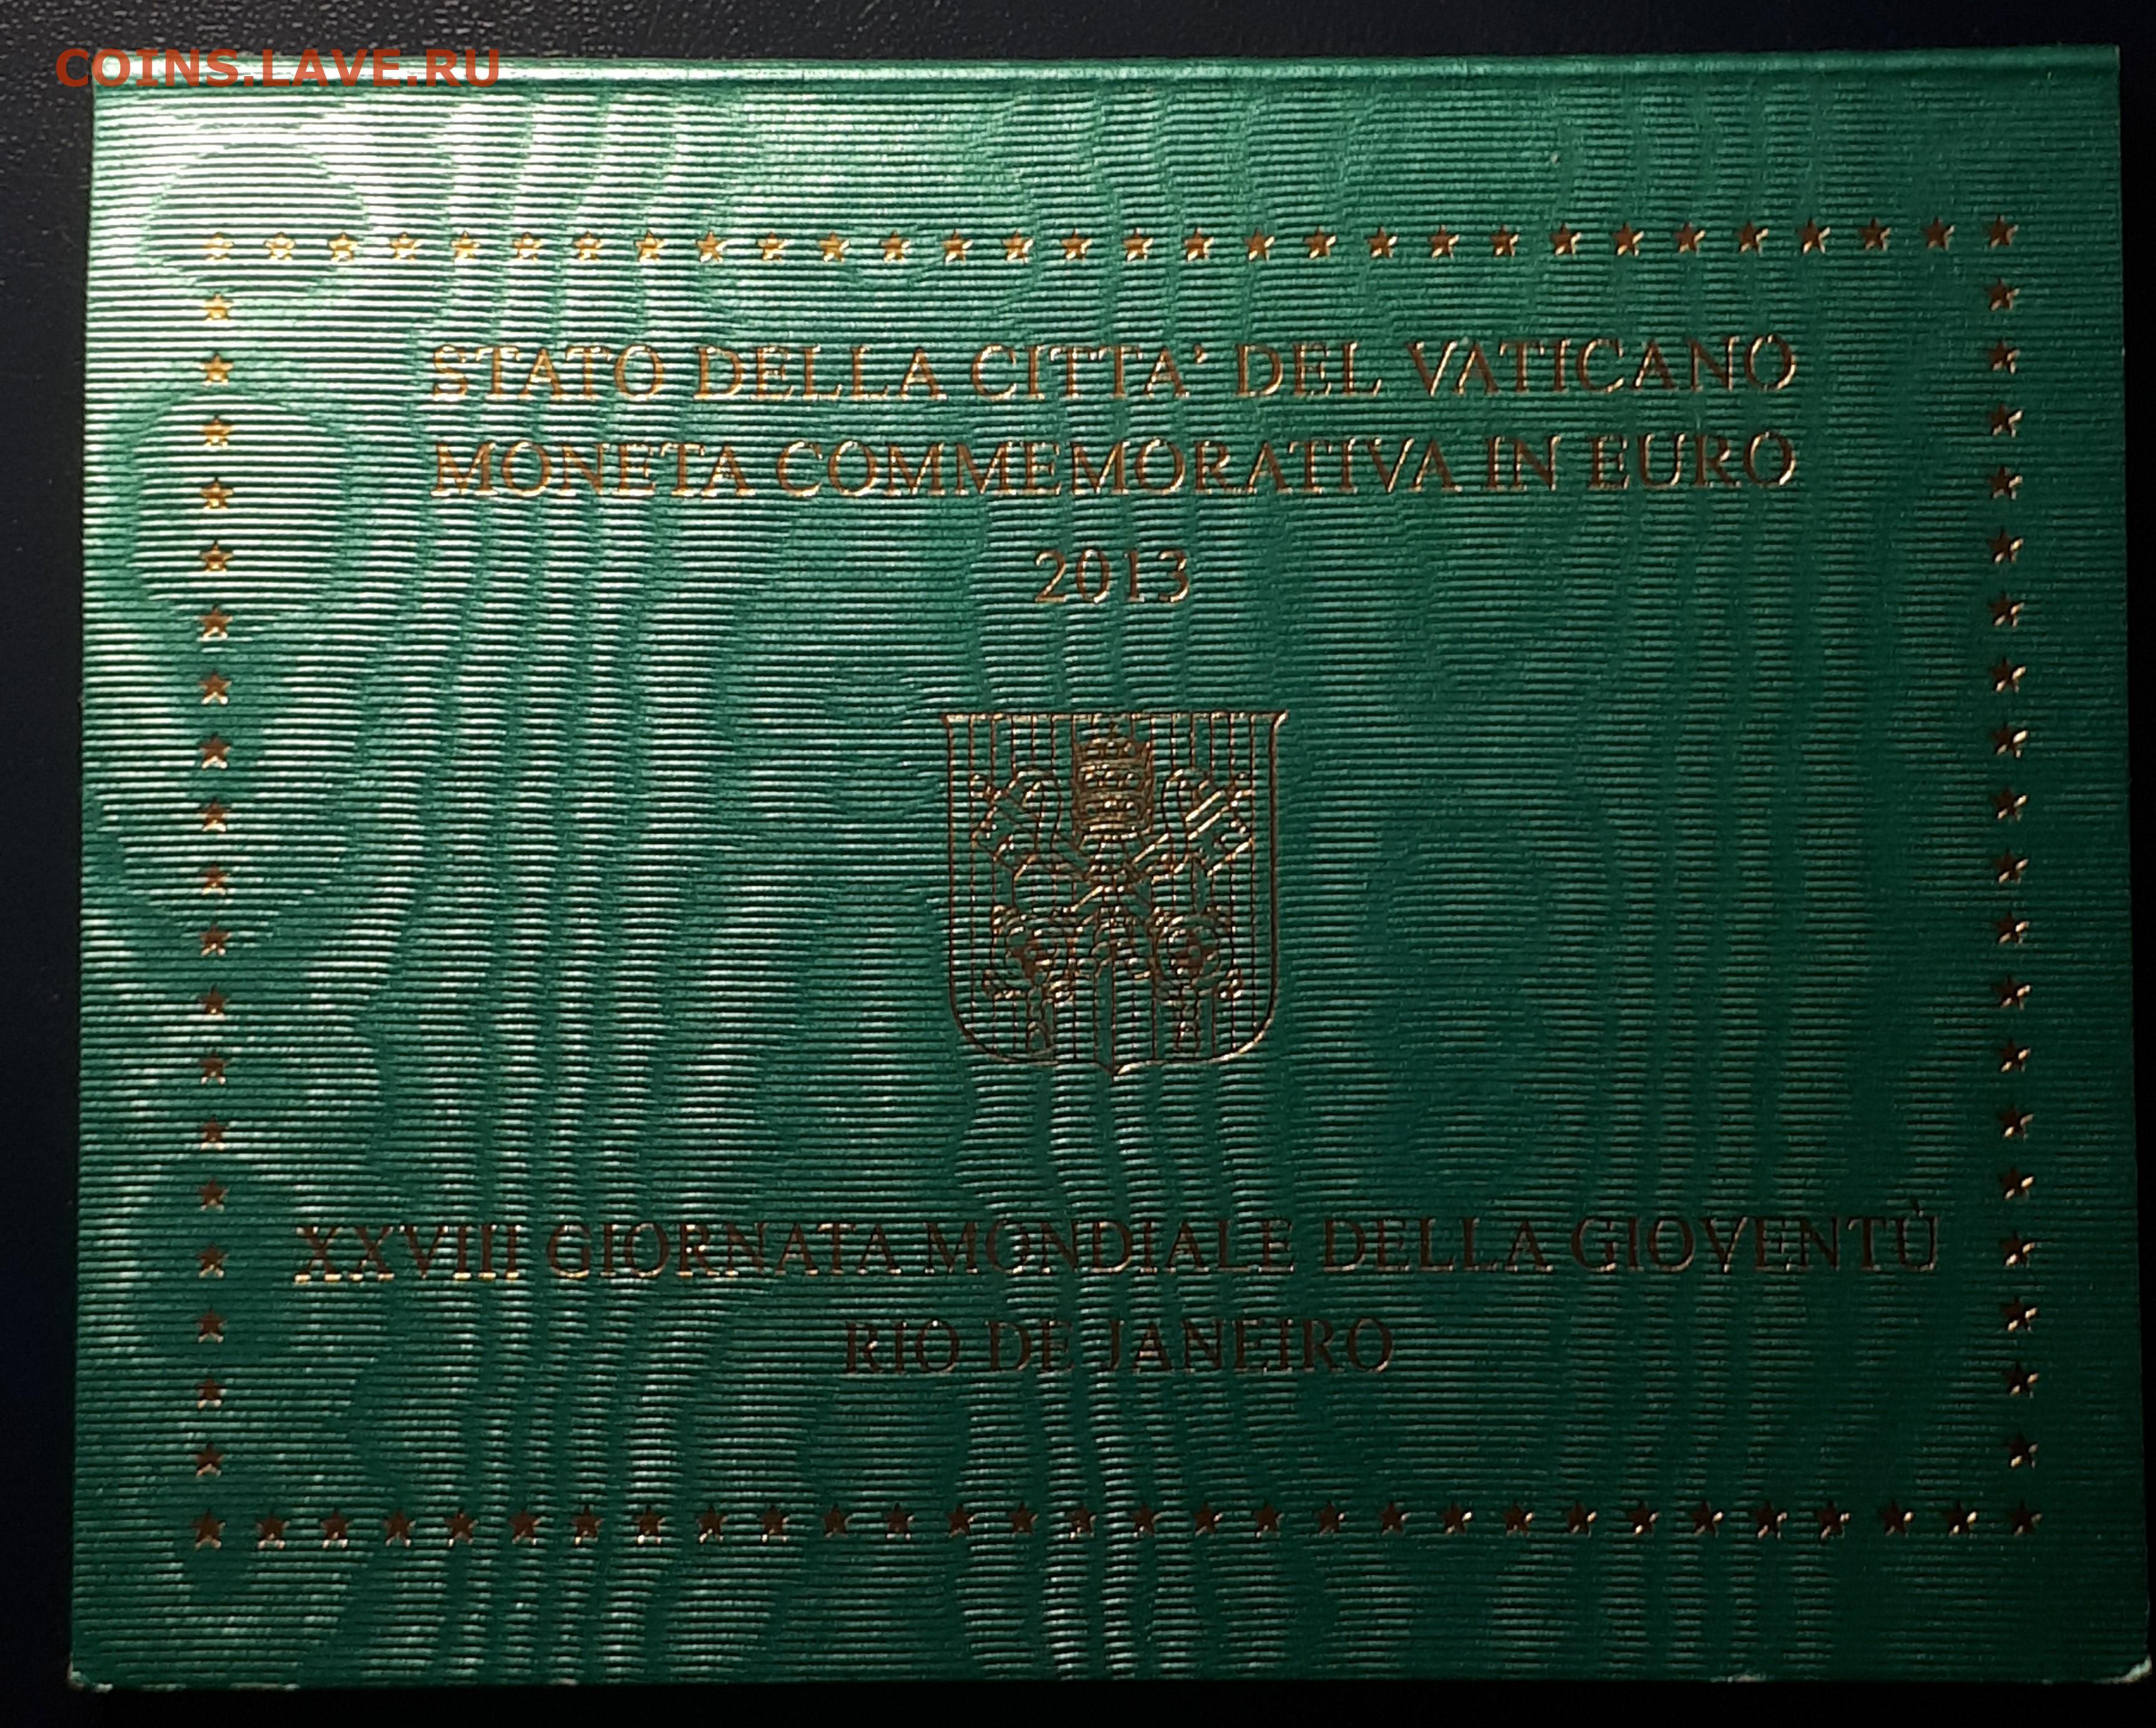 COINS.LAVE.RU
STATO DELLA CITTA' DEL VATICANO
MONETA COMMEMORATIVA IN EURO
2013
XXVIII GIORNATA MONDIALE DELLA GIOVENTÙ
RIO DE JANEIRO